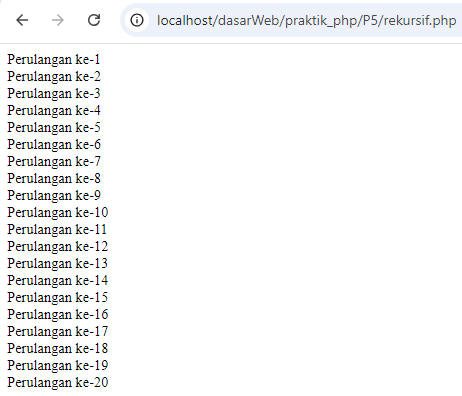 localhost/dasarWeb/praktik_php/P5/rekursif.php
Perulangan ke-1
Perulangan ke-2
Perulangan ke-3
Perulangan ke-4
Perulangan ke-5
Perulangan ke-6
Perulangan ke-7
Perulangan ke-8
Perulangan ke-9
Perulangan ke-10
Perulangan ke-11
Perulangan ke-12
Perulangan ke-13
Perulangan ke-14
Perulangan ke-15
Perulangan ke-16
Perulangan ke-17
Perulangan ke-18
Perulangan ke-19
Perulangan ke-20